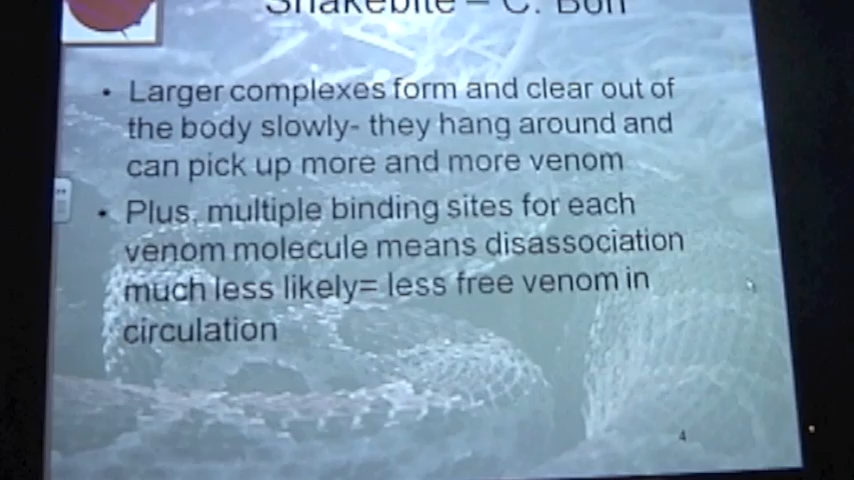 Snakebite – C. Bon
• Larger complexes form and clear out of
the body slowly- they hang around and
can pick up more and more venom
• Plus, multiple binding sites for each
venom molecule means disassociation
much less likely= less free venom in
circulation
4